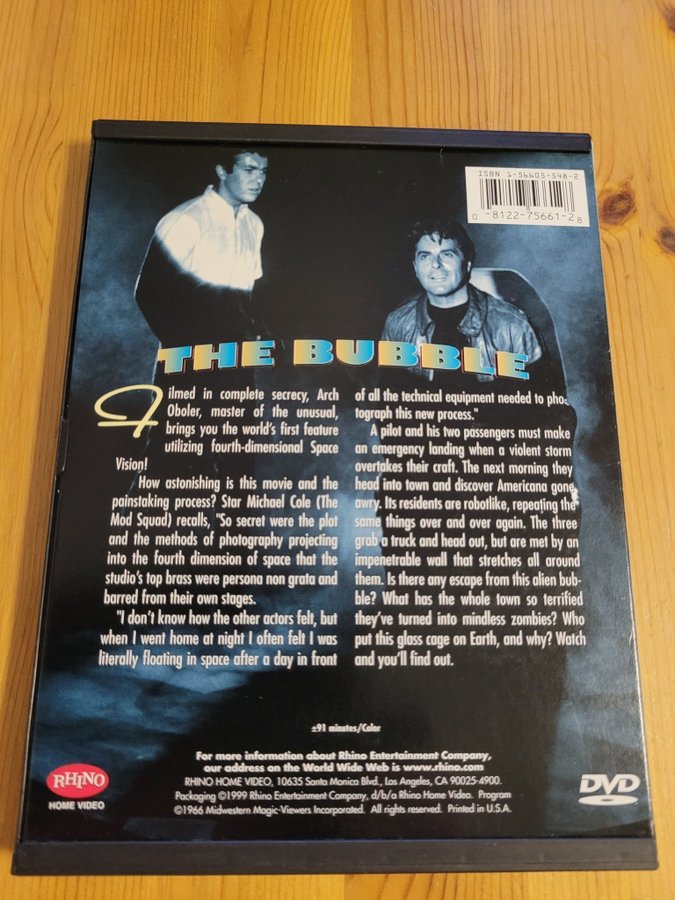 ISBN 1-56605-548-2
0 -8122-75661-2 8
THE BUBBLE
Filmed in complete secrecy, Arch
Oboler, master of the unusual,
brings you the world's first feature
utilizing fourth-dimensional Space
Vision!
How astonishing is this movie and the
painstaking process? Star Michael Cole (The
Mod Squad) recalls, "So secret were the plot
and the methods of photography projecting
into the fourth dimension of space that the
studio's top brass were persona non grata and
barred from their own stages.
"I don't know how the other actors felt, but
when I went home at night I often felt I was
literally floating in space after a day in front
of all the technical equipment needed to pho-
tograph this new process."
A pilot and his two passengers must make
an emergency landing when a violent storm
overtakes their craft. The next morning they
head into town and discover Americana gone
awry. Its residents are robotlike, repeating the
same things over and over again. The three
grab a truck and head out, but are met by an
impenetrable wall that stretches all around
them. Is there any escape from this alien bub-
ble? What has the whole town so terrified
they've turned into mindless zombies? Who
put this glass cage on Earth, and why? Watch
and you'll find out.
±91 minutes/Color
For more information about Rhino Entertainment Company,
our address on the World Wide Web is www.rhino.com
RHINO HOME VIDEO, 10635 Santa Monica Blvd., Los Angeles, CA 90025-4900.
Packaging ©1999 Rhino Entertainment Company, d/b/a Rhino Home Video. Program
©1966 Midwestern Magic-Viewers Incorporated. All rights reserved. Printed in U.S.A.
RHINO
HOME VIDEO
DVD